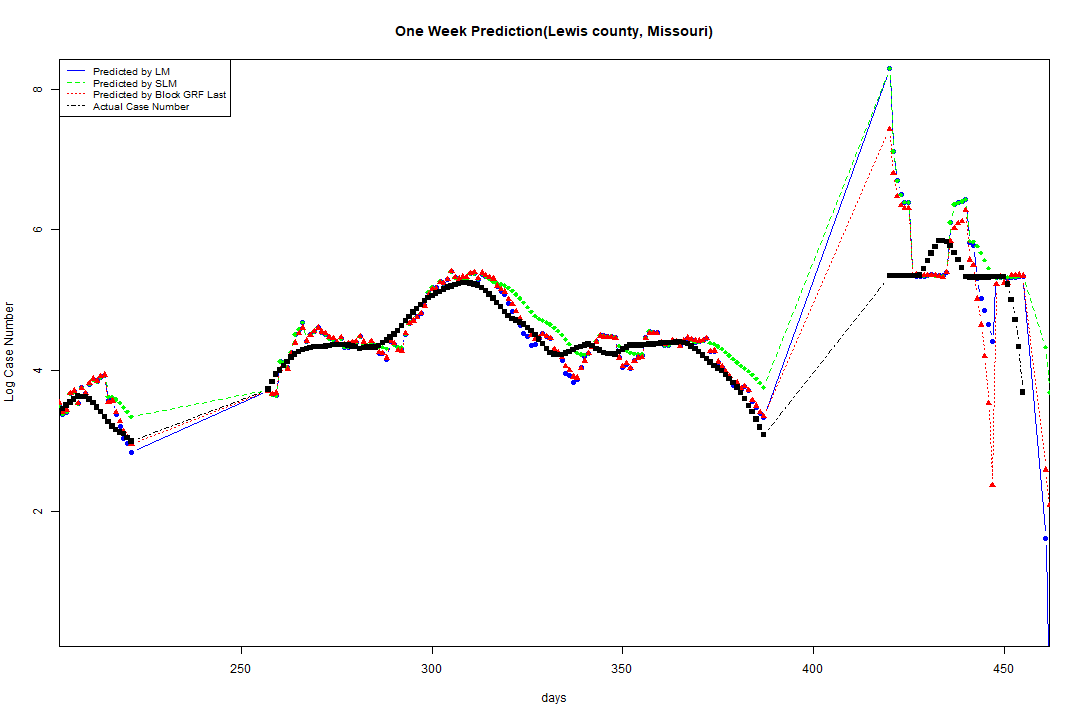 One Week Prediction(Lewis county, Missouri)
Predicted by LM
Predicted by SLM
Predicted by Block GRF Last
Actual Case Number
8
6
4
2
Log Case Number
250 300 350 400 450
days